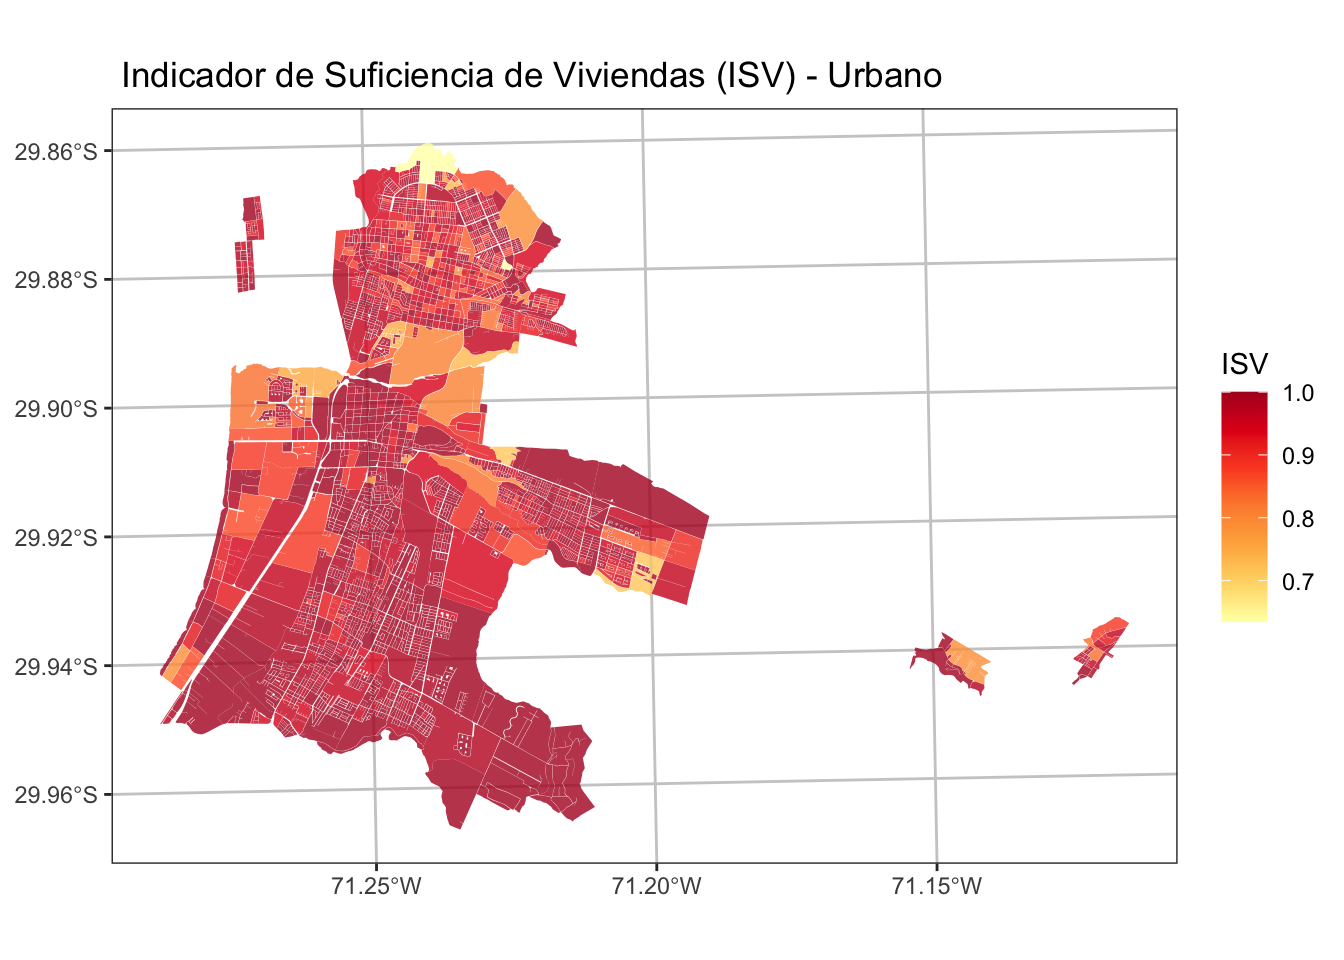 Indicador de Suficiencia de Viviendas (ISV) - Urbano
29.86°S
29.88°S
29.90°S
29.92°S
29.94°S
29.96°S
71.25°W
71.20°W
71.15°W
ISV
1.0
0.9
0.8
0.7